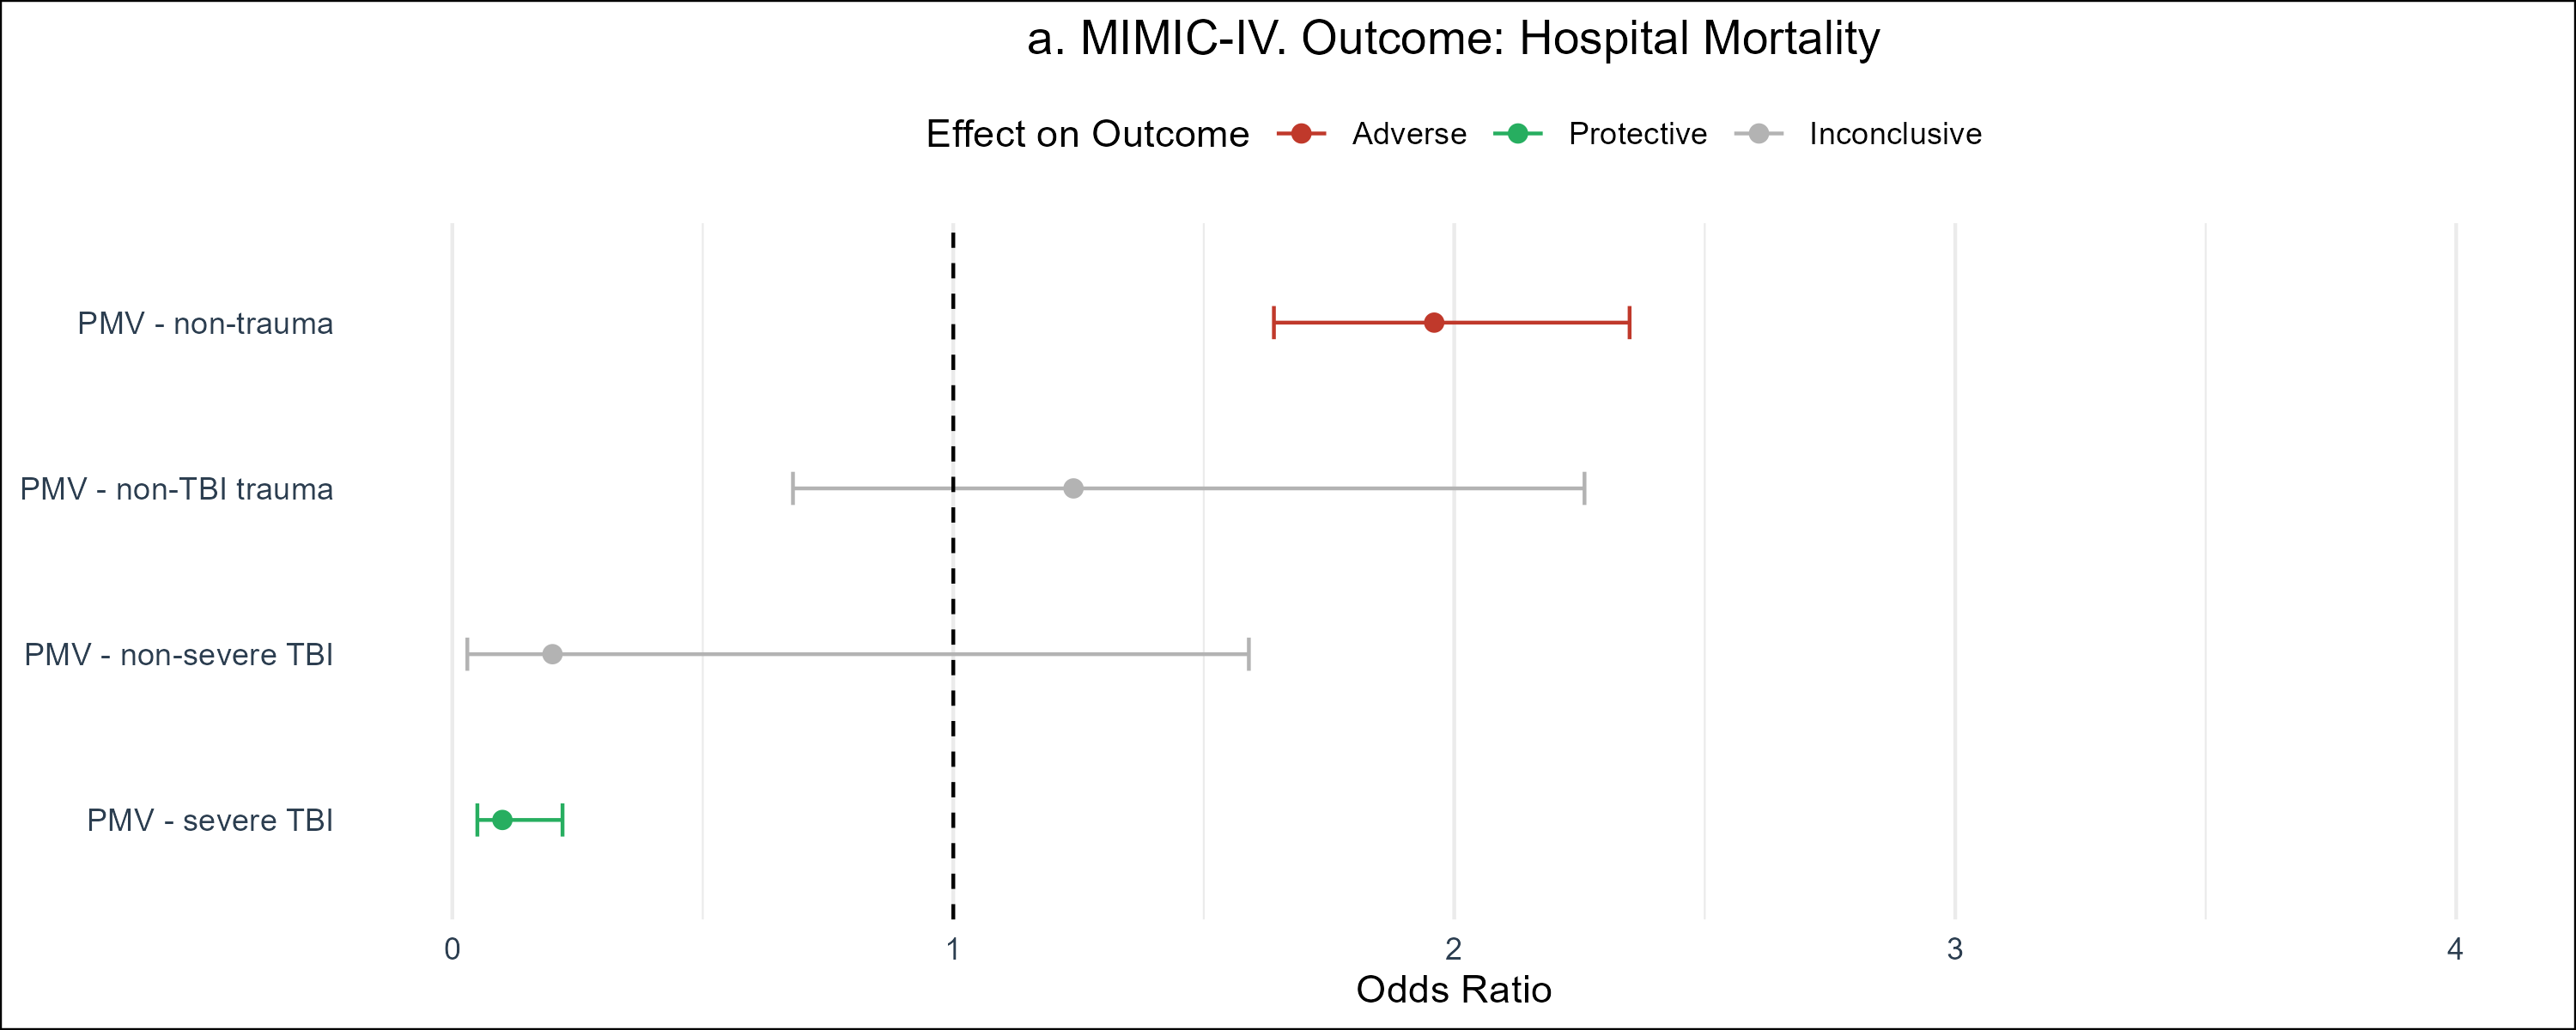 a. MIMIC-IV. Outcome: Hospital Mortality
Effect on Outcome Adverse Protective Inconclusive
PMV - non-trauma
PMV - non-TBI trauma
PMV - non-severe TBI
PMV - severe TBI
0 1 2 3 4
Odds Ratio